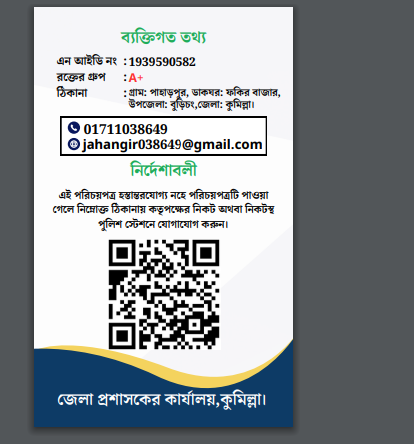 ব্যক্তিগত তথ্য
এন আইডি নং : 1939590582
রক্তের গ্রুপ : A+
ঠিকানা : গ্রাম: পাহাড়পুর, ডাকঘর: ফকির বাজার,
উপজেলা: বুড়িচং,জেলা: কুমিল্লা।
01711038649
jahangir038649@gmail.com
নির্দেশাবলী
এই পরিচয়পত্র হস্তান্তরযোগ্য নহে পরিচয়পত্রটি পাওয়া
গেলে নিম্নোক্ত ঠিকানায় কতৃপক্ষের নিকট অথবা নিকটস্থ
পুলিশ স্টেশনে যোগাযোগ করুন।
জেলা প্রশাসকের কার্যালয়,কুমিল্লা।